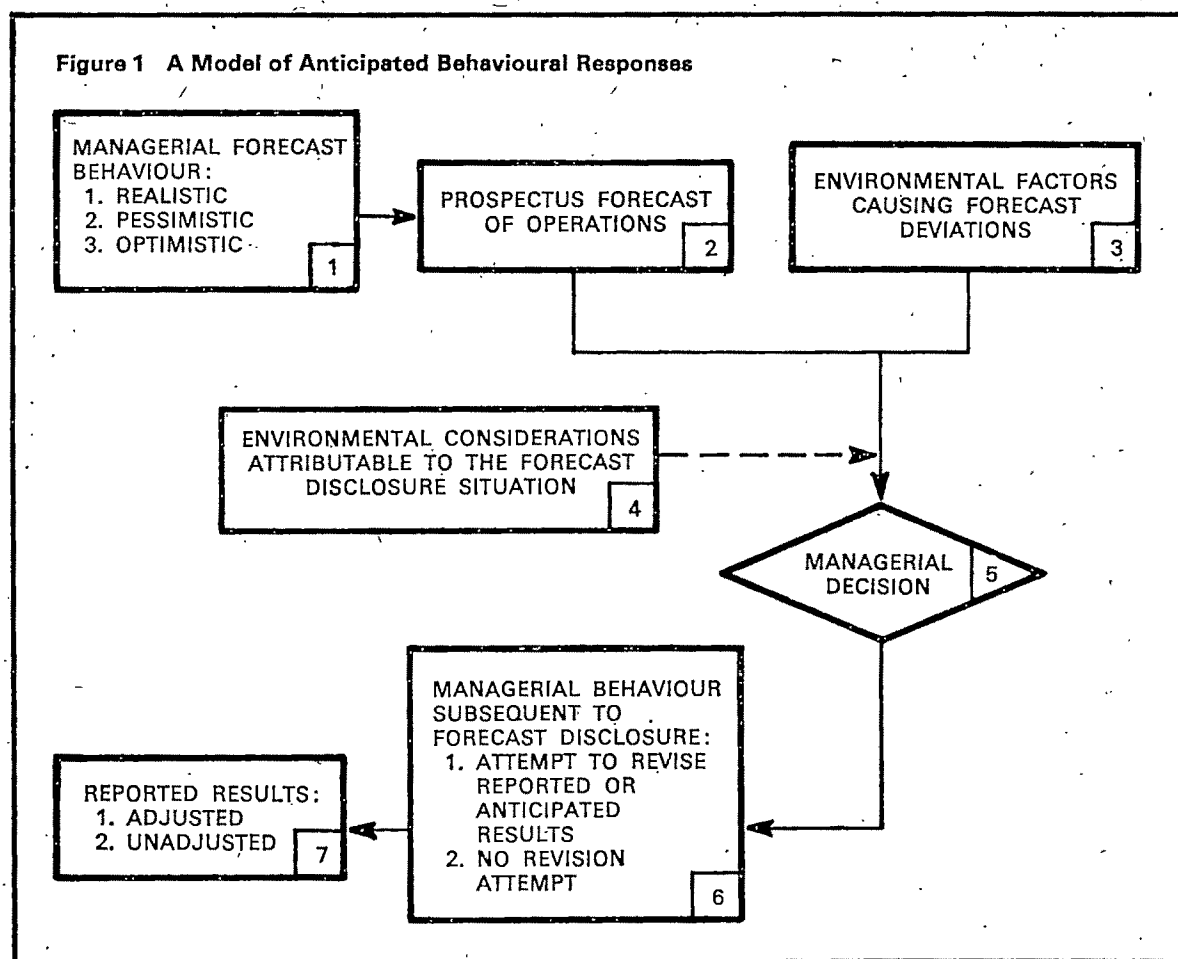 Figure 1 A Model of Anticipated Behavioural Responses
MANAGERIAL FORECAST
BEHAVIOUR:
1. REALISTIC
2. PESSIMISTIC
3. OPTIMISTIC
1
PROSPECTUS FORECAST
OF OPERATIONS
2
ENVIRONMENTAL FACTORS
CAUSING FORECAST
DEVIATIONS
3
ENVIRONMENTAL CONSIDERATIONS
ATTRIBUTABLE TO THE FORECAST
DISCLOSURE SITUATION
4
MANAGERIAL
DECISION
5
MANAGERIAL BEHAVIOUR
SUBSEQUENT TO
FORECAST DISCLOSURE:
1. ATTEMPT TO REVISE
REPORTED OR
ANTICIPATED
RESULTS
2. NO REVISION
ATTEMPT
6
REPORTED RESULTS:
1. ADJUSTED
2. UNADJUSTED
7